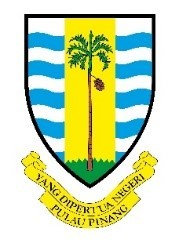 YANG DIPERTUA NEGERI
PULAU PINANG